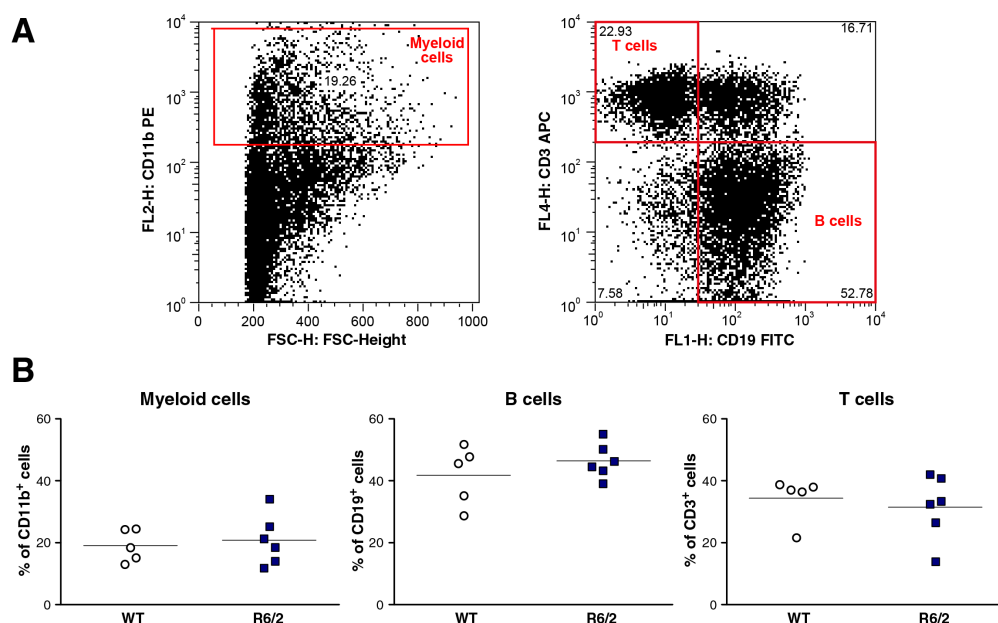 A
10^4
10^3
10^2
10^1
10^0
FL2-H: CD11b PE
Myeloid
cells
19.26
0
200
400
600
800
1000
FSC-H: FSC-Height
10^4
10^3
10^2
10^1
10^0
FL4-H: CD3 APC
22.93
T cells
16.71
B cells
7.58
52.78
10^0
10^1
10^2
10^3
10^4
FL1-H: CD19 FITC
B
Myeloid cells
% of CD11b+ cells
60
40
20
0
WT
R6/2
B cells
% of CD19+ cells
60
40
20
0
WT
R6/2
T cells
% of CD3+ cells
60
40
20
0
WT
R6/2